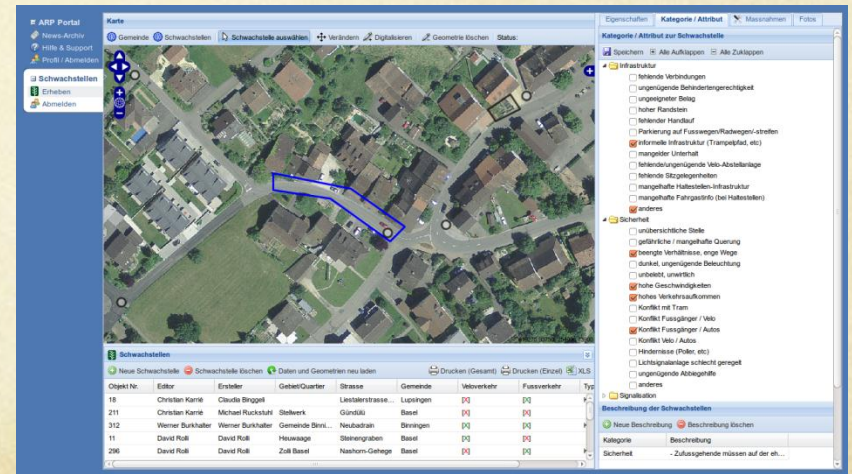 ARP Portal
News-Archiv
Hilfe & Support
Profil / Abmelden
Schwachstellen
Erheben
Abmelden
Karte
Gemeinde Schwachstellen Schwachstelle auswählen Verändern Digitalisieren Geometrie löschen Status:
Schwachstellen
Neue Schwachstelle Schwachstelle löschen Daten und Geometrien neu laden Drucken (Gesamt) Drucken (Einzel) XLS
Objekt Nr. Editor Ersteller Gebiet/Quartier Strasse Gemeinde Veloverkehr Fussverkehr Typ
18 Christian Karrié Claudia Binggeli Liestalerstrasse... Lupsingen [X] [X]
211 Christian Karrié Michael Ruckstuhl Stellwerk Gündülü Basel [X] [X]
312 Werner Burkhalter Werner Burkhalter Gemeinde Binni... Neubadrain Binningen [X] [X]
11 David Rolli David Rolli Heuwaage Steinengraben Basel [X] [X]
296 David Rolli David Rolli Zolli Basel Nashorn-Gehege Basel [X] [X]
Eigenschaften Kategorie / Attribut Massnahmen Fotos
Kategorie / Attribut zur Schwachstelle
Speichern Alle Aufklappen Alle Zuklappen
Infrastruktur
fehlende Verbindungen
ungenügende Behindertengerechtigkeit
ungeeigneter Belag
hoher Randstein
fehlender Handlauf
Parkierung auf Fusswegen/Radwegen/-streifen
informelle Infrastruktur (Trampelpfad, etc)
mangelder Unterhalt
fehlende/ungenügende Velo-Abstellanlage
fehlende Sitzgelegenheiten
mangelhafte Haltestellen-Infrastruktur
mangelhafte Fahrgastinfo (bei Haltestellen)
anderes
Sicherheit
unübersichtliche Stelle
gefährliche / mangelhafte Querung
beengte Verhältnisse, enge Wege
dunkel, ungenügende Beleuchtung
unbelebt, unwirtlich
hohe Geschwindigkeiten
hohes Verkehrsaufkommen
Konflikt mit Tram
Konflikt Fussgänger / Velo
Konflikt Fussgänger / Autos
Konflikt Velo / Autos
Hindernisse (Poller, etc)
Lichtsignalanlage schlecht geregelt
ungenügende Abbiegehilfe
anderes
Signalisation
Beschreibung der Schwachstellen
Neue Beschreibung Beschreibung löschen
Kategorie Beschreibung
Sicherheit - Zufussgehende müssen auf der eh...